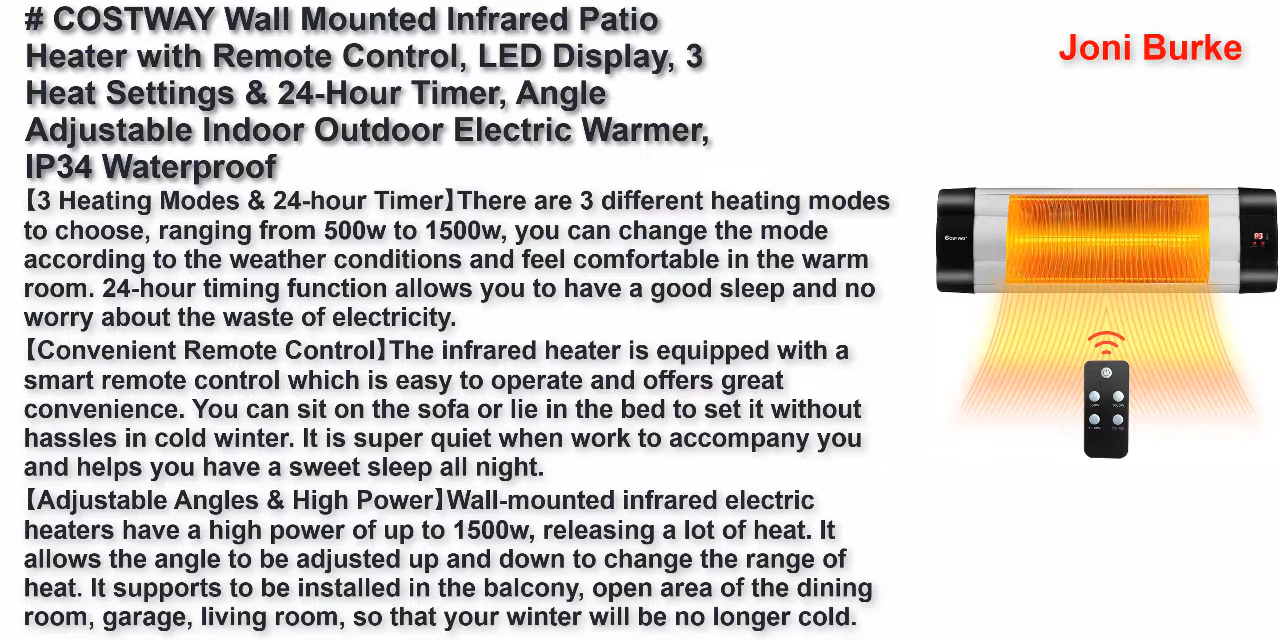 # COSTWAY Wall Mounted Infrared Patio
Heater with Remote Control, LED Display, 3
Heat Settings & 24-Hour Timer, Angle
Adjustable Indoor Outdoor Electric Warmer,
IP34 Waterproof
【3 Heating Modes & 24-hour Timer】There are 3 different heating modes
to choose, ranging from 500w to 1500w, you can change the mode
according to the weather conditions and feel comfortable in the warm
room. 24-hour timing function allows you to have a good sleep and no
worry about the waste of electricity.
【Convenient Remote Control】The infrared heater is equipped with a
smart remote control which is easy to operate and offers great
convenience. You can sit on the sofa or lie in the bed to set it without
hassles in cold winter. It is super quiet when work to accompany you
and helps you have a sweet sleep all night.
【Adjustable Angles & High Power】Wall-mounted infrared electric
heaters have a high power of up to 1500w, releasing a lot of heat. It
allows the angle to be adjusted up and down to change the range of
heat. It supports to be installed in the balcony, open area of the dining
room, garage, living room, so that your winter will be no longer cold.
Joni Burke
Costway